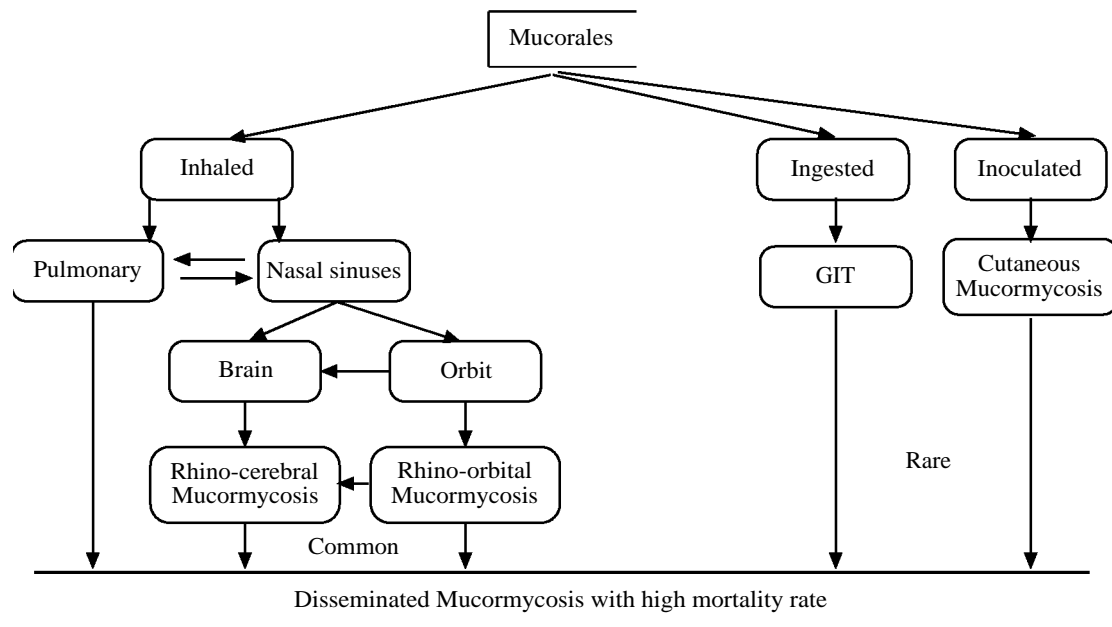 Mucorales
Inhaled
Ingested
Inoculated
Pulmonary
Nasal sinuses
GIT
Cutaneous
Mucormycosis
Brain
Orbit
Rhino-cerebral
Mucormycosis
Rhino-orbital
Mucormycosis
Rare
Common
Disseminated Mucormycosis with high mortality rate